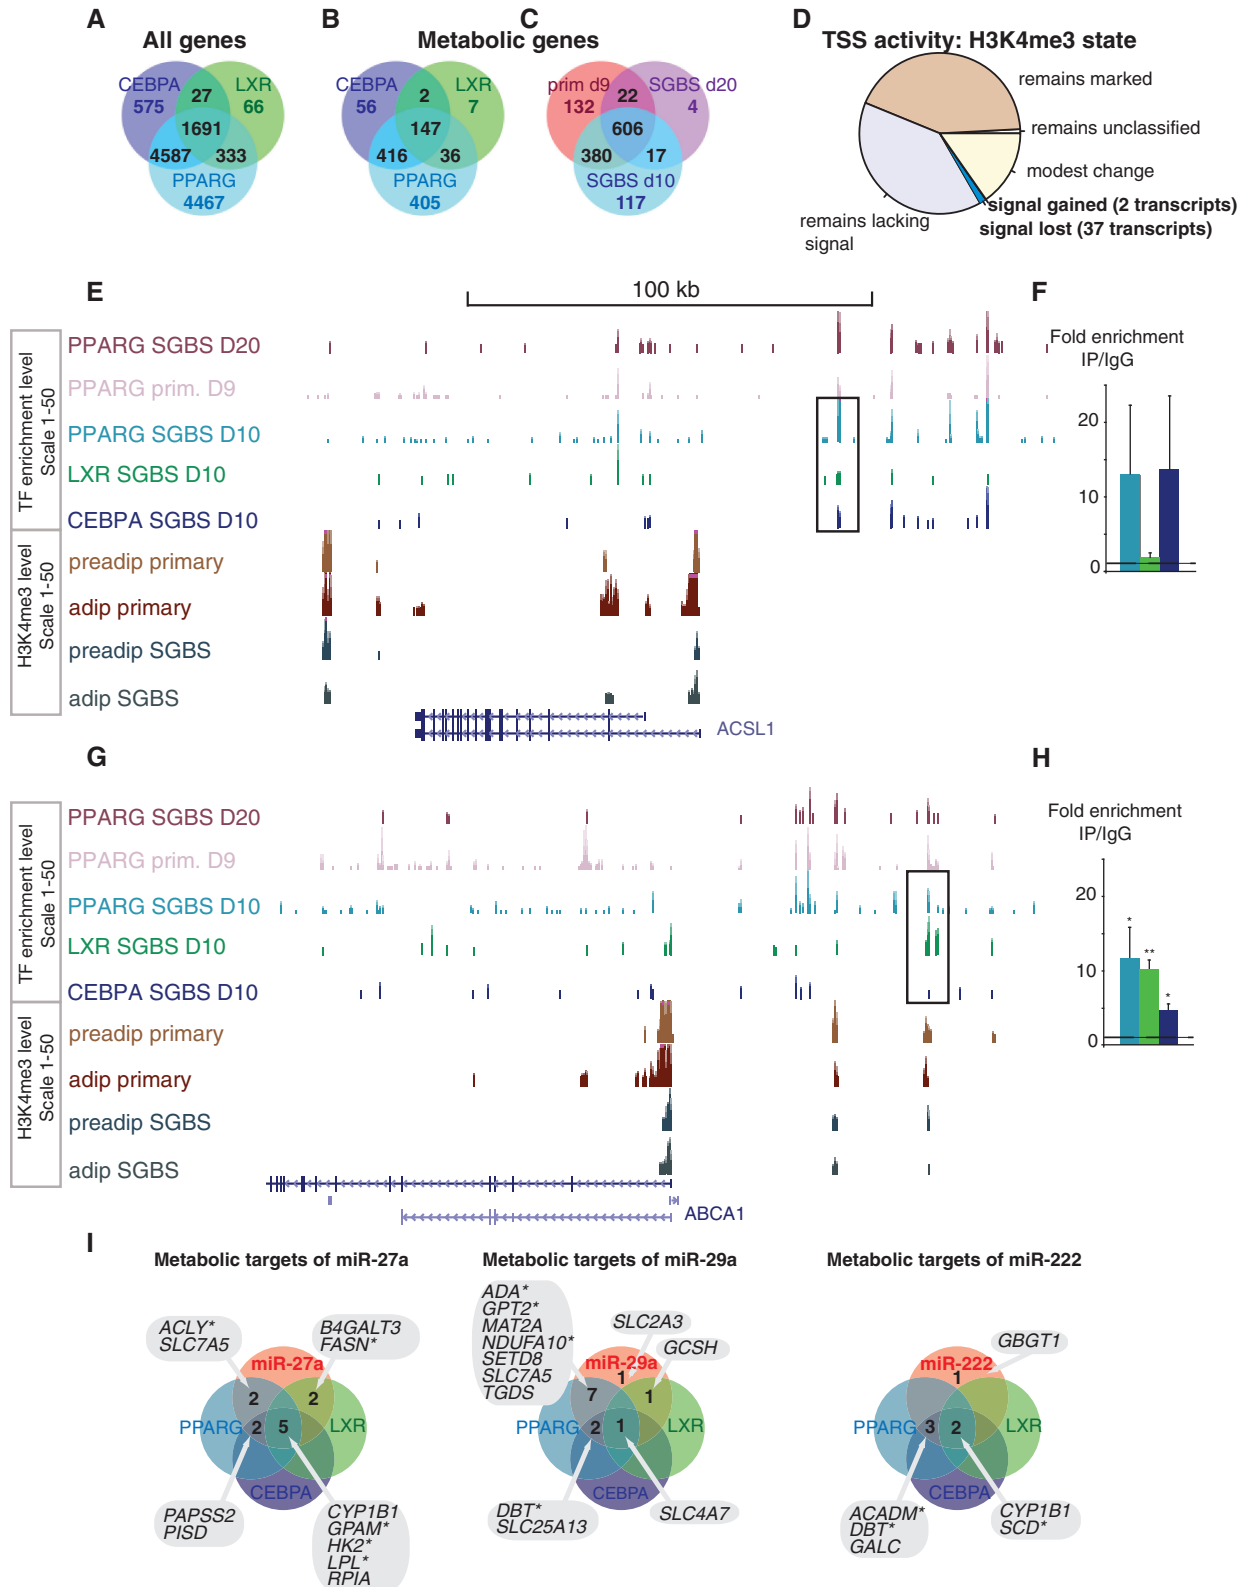 A
B
C
D
All genes
Metabolic genes
TSS activity: H3K4me3 state
CEBPA
575
27
LXR
66
1691
4587
333
PPARG
4467
CEBPA
56
2
LXR
7
147
416
36
PPARG
405
prim d9
132
22
SGBS d20
4
606
380
17
SGBS d10
117
remains marked
remains unclassified
modest change
signal gained (2 transcripts)
signal lost (37 transcripts)
remains lacking
signal
E
100 kb
F
TF enrichment level
Scale 1-50
H3K4me3 level
Scale 1-50
PPARG SGBS D20
PPARG prim. D9
PPARG SGBS D10
LXR SGBS D10
CEBPA SGBS D10
preadip primary
adip primary
preadip SGBS
adip SGBS
ACSL1
Fold enrichment
IP/IgG
20
10
0
G
H
TF enrichment level
Scale 1-50
H3K4me3 level
Scale 1-50
PPARG SGBS D20
PPARG prim. D9
PPARG SGBS D10
LXR SGBS D10
CEBPA SGBS D10
preadip primary
adip primary
preadip SGBS
adip SGBS
ABCA1
Fold enrichment
IP/IgG
20
10
0
*
**
*
I
Metabolic targets of miR-27a
ACLY*
SLC7A5
B4GALT3
FASN*
miR-27a
2
2
PPARG
2
5
LXR
CEBPA
PAPSS2
PISD
CYP1B1
GPAM*
HK2*
LPL*
RPIA
Metabolic targets of miR-29a
ADA*
GPT2*
MAT2A
NDUFA10*
SETD8
SLC7A5
TGDS
SLC2A3
GCSH
miR-29a
1
7
1
PPARG
2
1
LXR
CEBPA
DBT*
SLC25A13
SLC4A7
Metabolic targets of miR-222
GBGT1
miR-222
1
PPARG
3
2
LXR
CEBPA
ACADM*
DBT*
GALC
CYP1B1
SCD*